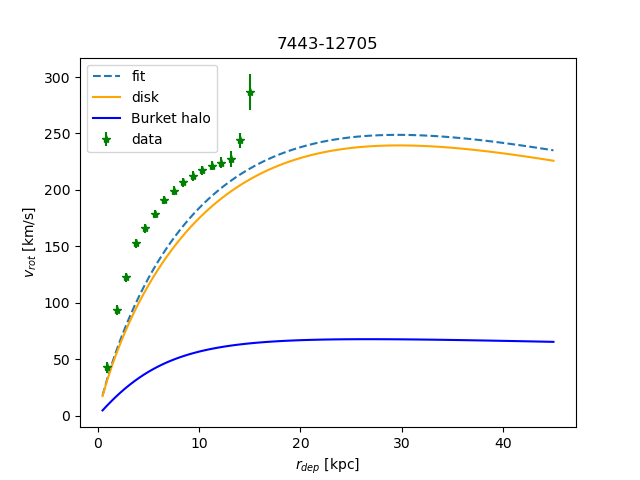 7443-12705
fit
disk
Burket halo
data
300
250
200
150
100
50
0
v_rot [km/s]
0 10 20 30 40
r_dep [kpc]